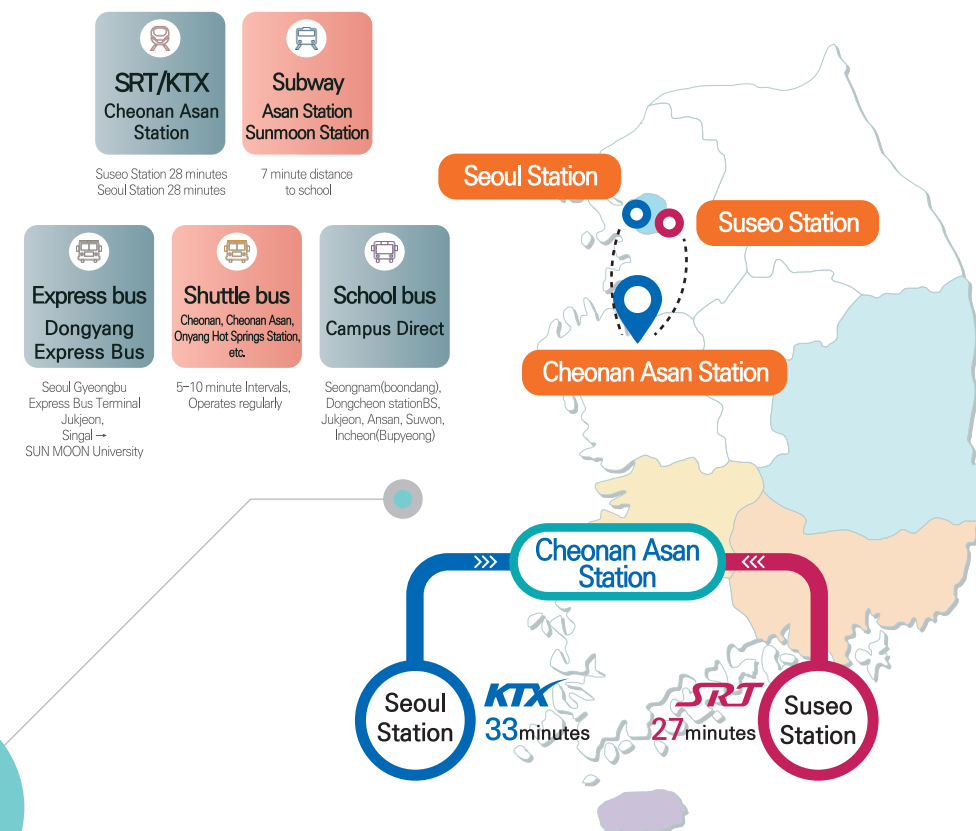 SRT/KTX
Cheonan Asan
Station
Suseo Station 28 minutes
Seoul Station 28 minutes
Subway
Asan Station
Sunmoon Station
7 minute distance
to school
Express bus
Dongyang
Express Bus
Seoul Gyeongbu
Express Bus Terminal
Jukjeon,
Singal →
SUN MOON University
Shuttle bus
Cheonan, Cheonan Asan,
Onyang Hot Springs Station,
etc.
5-10 minute Intervals,
Operates regularly
School bus
Campus Direct
Seongnam(boondang),
Dongcheon stationBS,
Jukjeon, Ansan, Suwon,
Incheon(Bupyeong)
Seoul Station
Suseo Station
Cheonan Asan Station
Cheonan Asan
Station
Seoul
Station
KTX
33minutes
SRT
27minutes
Suseo
Station